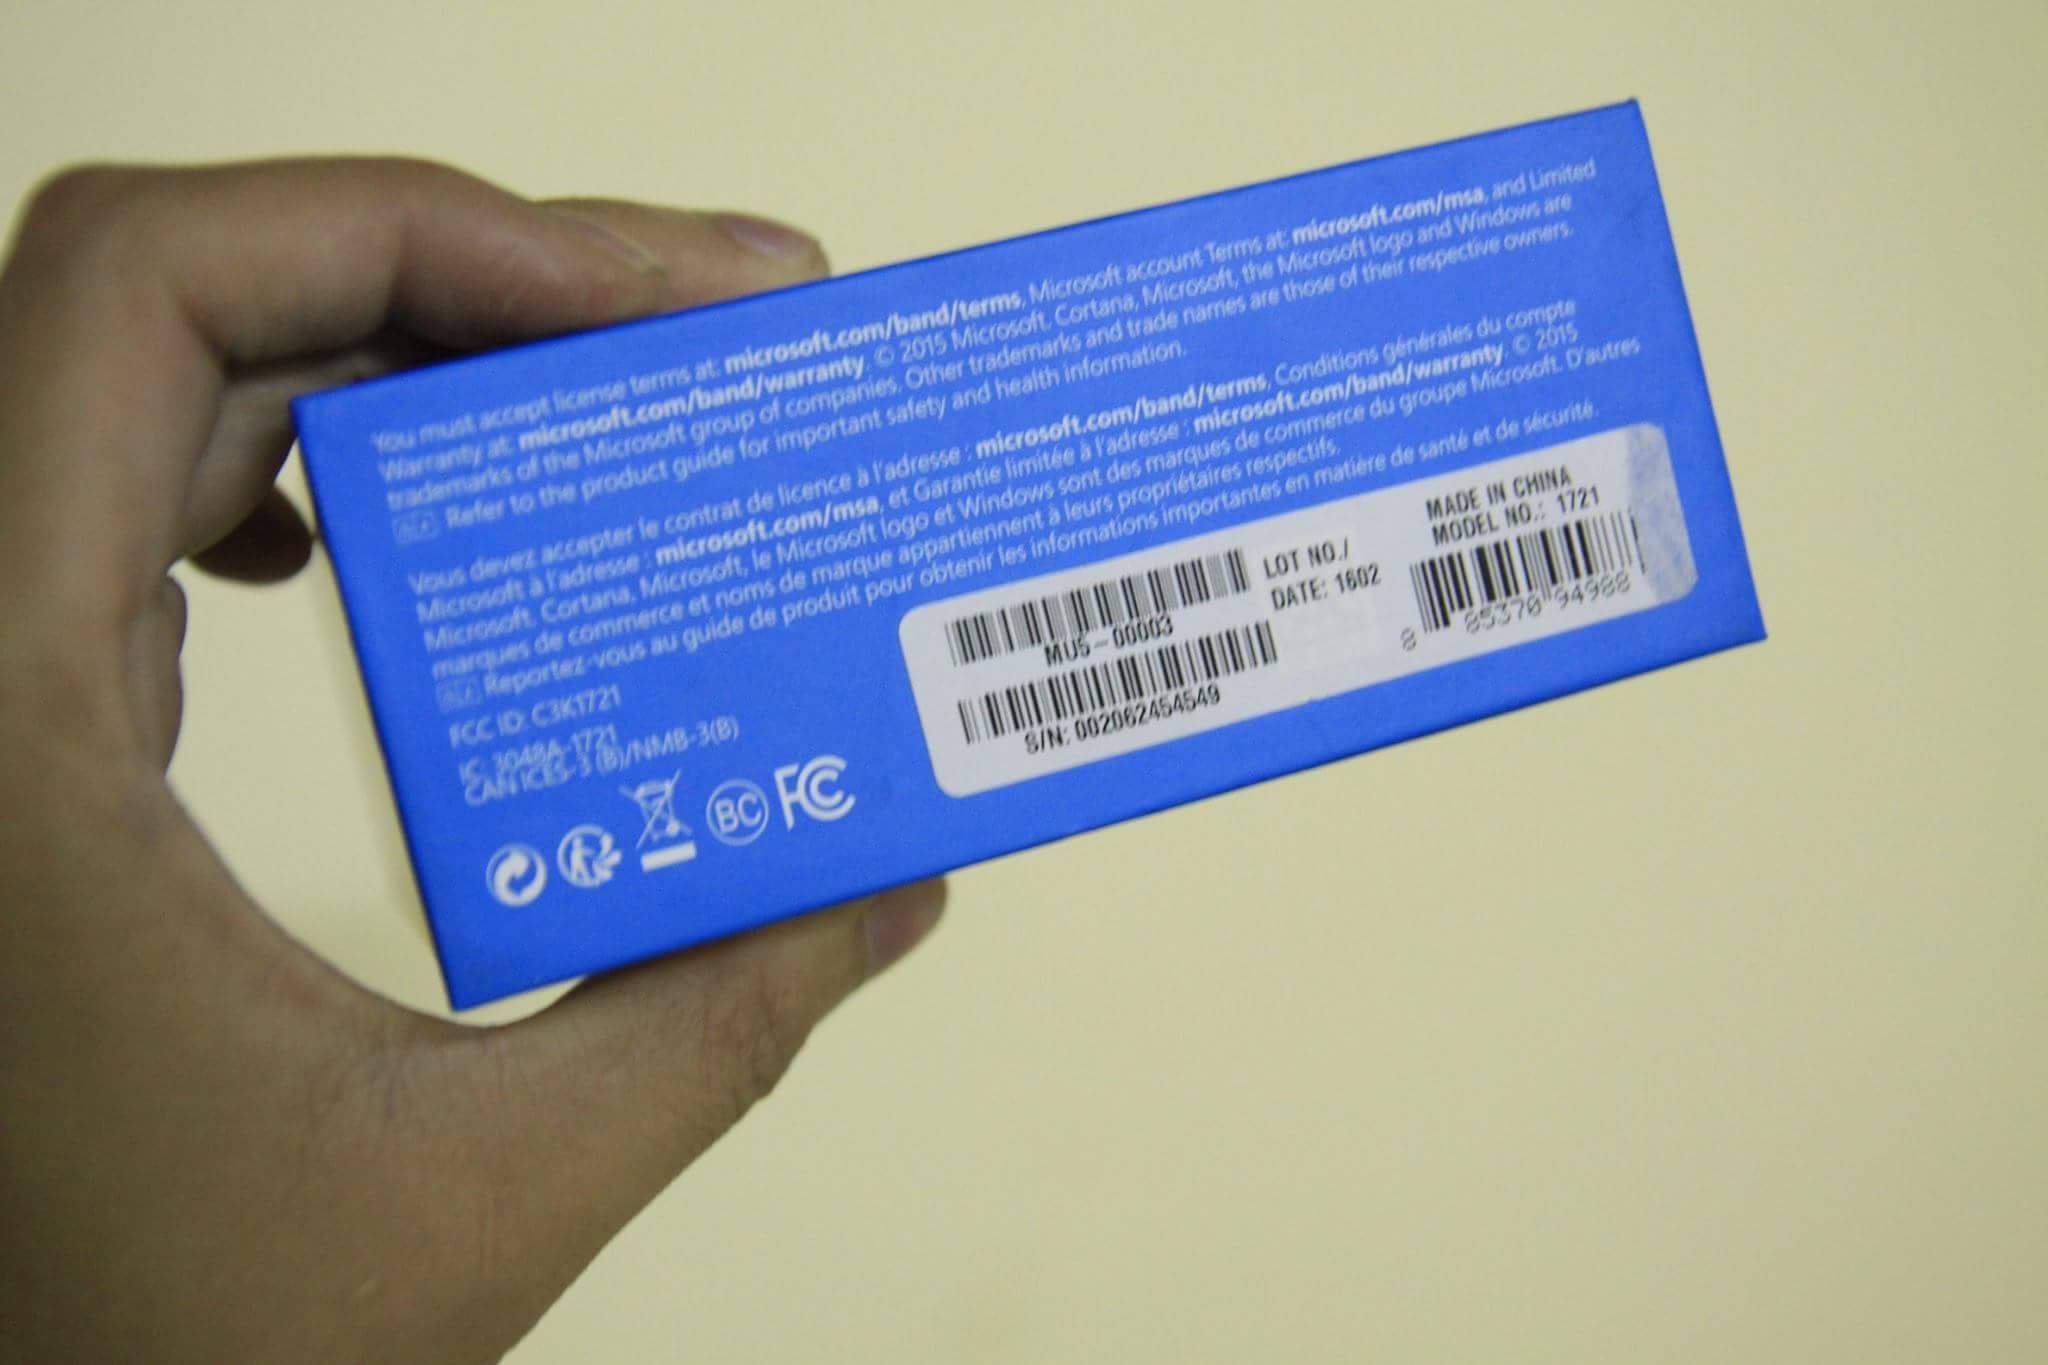 You must accept license terms at: microsoft.com/band/terms, Microsoft account Terms at: microsoft.com/msa, and Limited
Warranty at: microsoft.com/band/warranty. © 2015 Microsoft. Cortana, Microsoft, the Microsoft logo and Windows are
trademarks of the Microsoft group of companies. Other trademarks and trade names are those of their respective owners.
Refer to the product guide for important safety and health information.
Vous devez accepter le contrat de licence à l'adresse : microsoft.com/band/terms, Conditions générales du compte
Microsoft à l'adresse : microsoft.com/msa, et Garantie limitée à l'adresse : microsoft.com/band/warranty. © 2015
Microsoft. Cortana, Microsoft, le Microsoft logo et Windows sont des marques de commerce du groupe Microsoft. D'autres
marques de commerce et noms de marque appartiennent à leurs propriétaires respectifs.
Reportez-vous au guide de produit pour obtenir les informations importantes en matière de santé et de sécurité.
FCC ID: C3K1721
IC: 3048A-1721
CAN ICES-3 (B)/NMB-3(B)
BC FCC
MU5-00003
S/N: 002062454549
LOT NO./
DATE: 1602
MADE IN CHINA
MODEL NO.: 1721
8 85370 94988